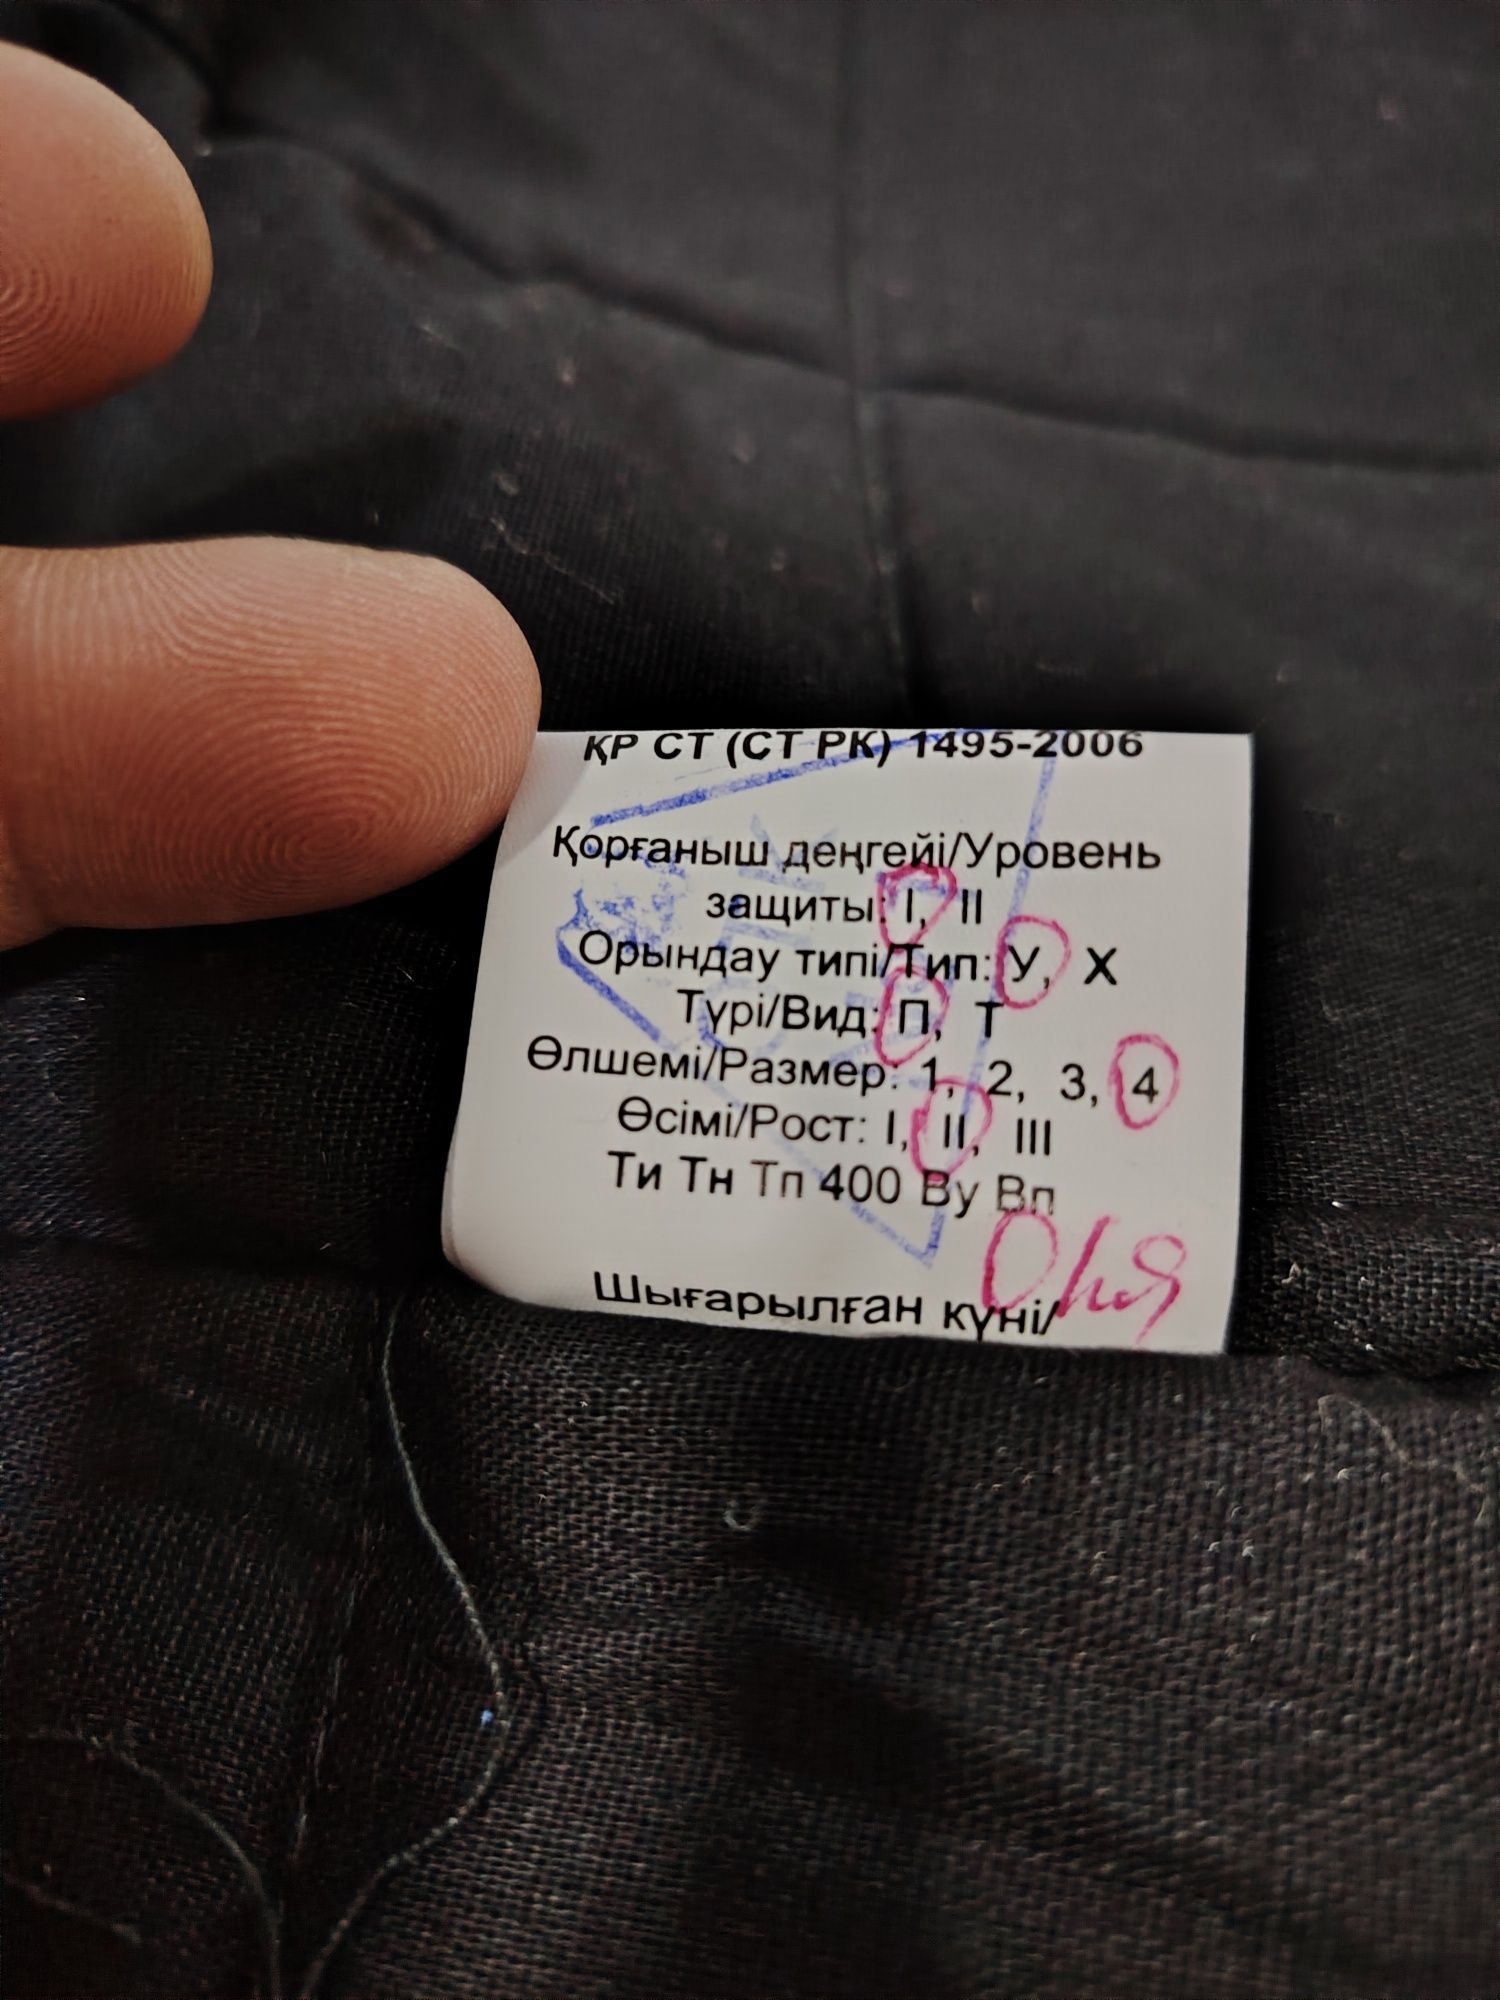 ҚР СТ (СТ РК) 1495-2006
Қорғаныш деңгейі/Уровень
защиты: I, II
Орындау типі/Тип: У, Х
Түрі/Вид: П, Т
Өлшемі/Размер: 1, 2, 3, 4
Өсімі/Рост: I, II, III
Ти Тн Тп 400 Ву Вп
Шығарылған күні/